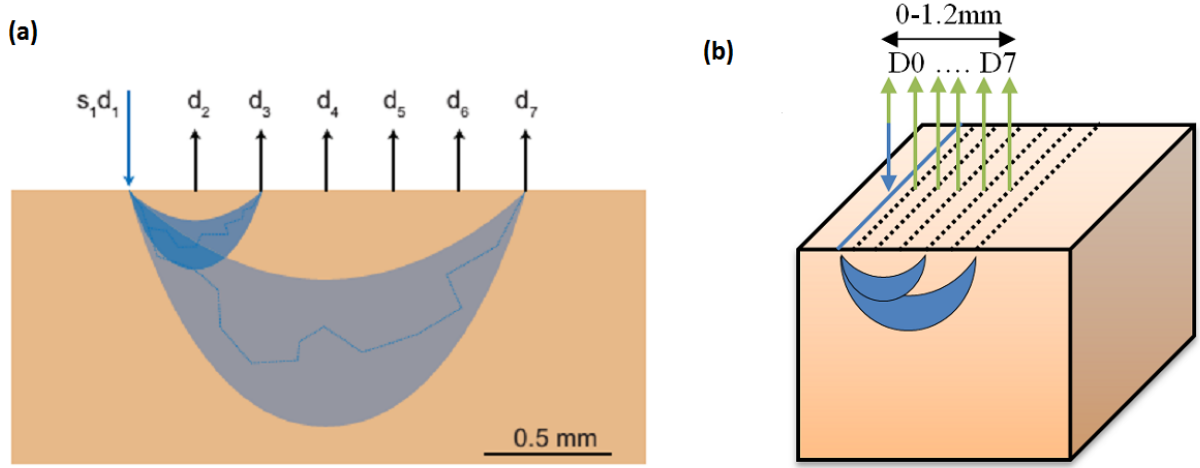 (a)
s₁d₁ d₂ d₃ d₄ d₅ d₆ d₇
0.5 mm
(b)
0-1.2mm
D0 .... D7